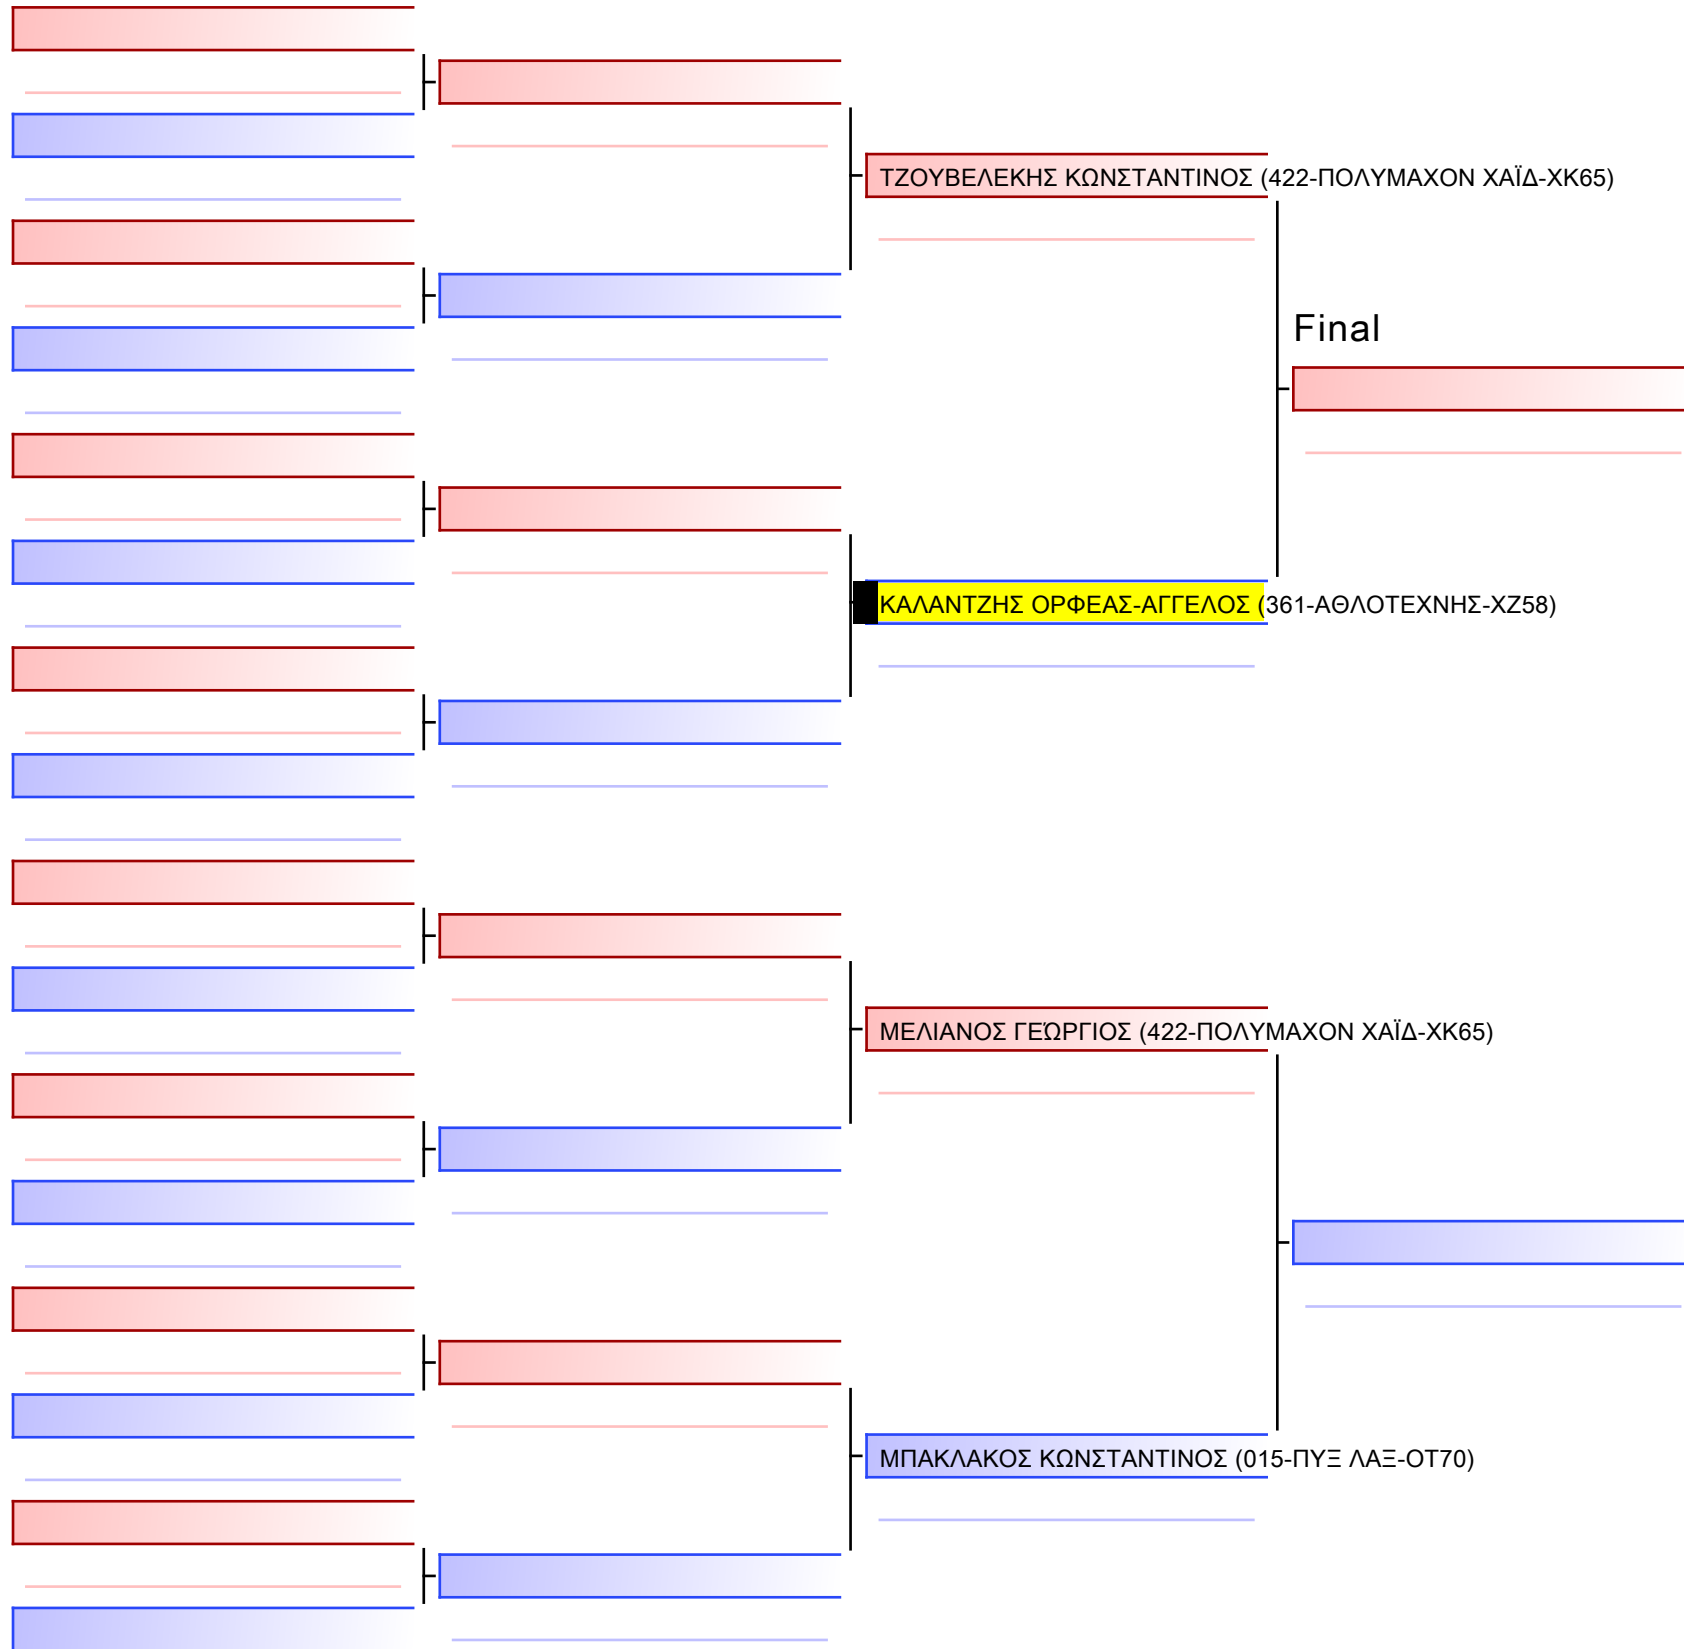 ΤΖΟΥΒΕΛΕΚΗΣ ΚΩΝΣΤΑΝΤΙΝΟΣ (422-ΠΟΛΥΜΑΧΟΝ ΧΑΪΔ-ΧΚ65)
Final
ΚΑΛΑΝΤΖΗΣ ΟΡΦΕΑΣ-ΑΓΓΕΛΟΣ (361-ΑΘΛΟΤΕΧΝΗΣ-ΧΖ58)
ΜΕΛΙΑΝΟΣ ΓΕΏΡΓΙΟΣ (422-ΠΟΛΥΜΑΧΟΝ ΧΑΪΔ-ΧΚ65)
ΜΠΑΚΛΑΚΟΣ ΚΩΝΣΤΑΝΤΙΝΟΣ (015-ΠΥΞ ΛΑΞ-ΟΤ70)